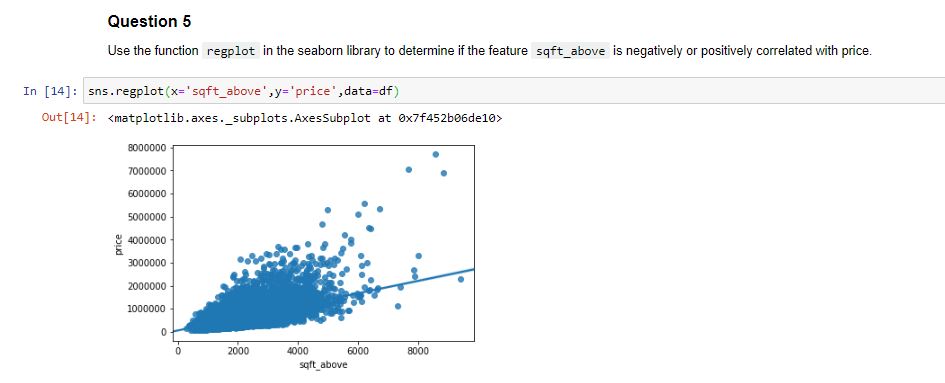 Question 5
Use the function regplot in the seaborn library to determine if the feature sqft_above is negatively or positively correlated with price.
In [14]: sns.regplot(x='sqft_above',y='price',data=df)
Out[14]: <matplotlib.axes._subplots.AxesSubplot at 0x7f452b06de10>
8000000
7000000
6000000
5000000
4000000
3000000
2000000
1000000
0
price
0 2000 4000 6000 8000
sqft_above